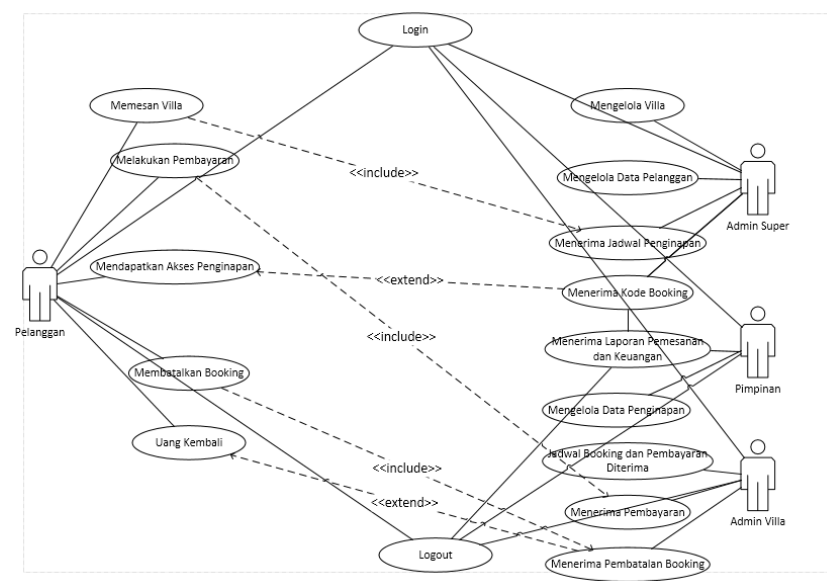 Login
Memesan Villa
Mengelola Villa
Melakukan Pembayaran
<<include>>
Mengelola Data Pelanggan
Admin Super
Menerima Jadwal Penginapan
Mendapatkan Akses Penginapan
<<extend>>
Menerima Kode Booking
Pelanggan
<<include>>
Menerima Laporan Pemesanan
dan Keuangan
Membatalkan Booking
Pimpinan
Mengelola Data Penginapan
Uang Kembali
Jadwal Booking dan Pembayaran
Diterima
<<include>>
<<extend>>
Menerima Pembayaran
Admin Villa
Logout
Menerima Pembatalan Booking